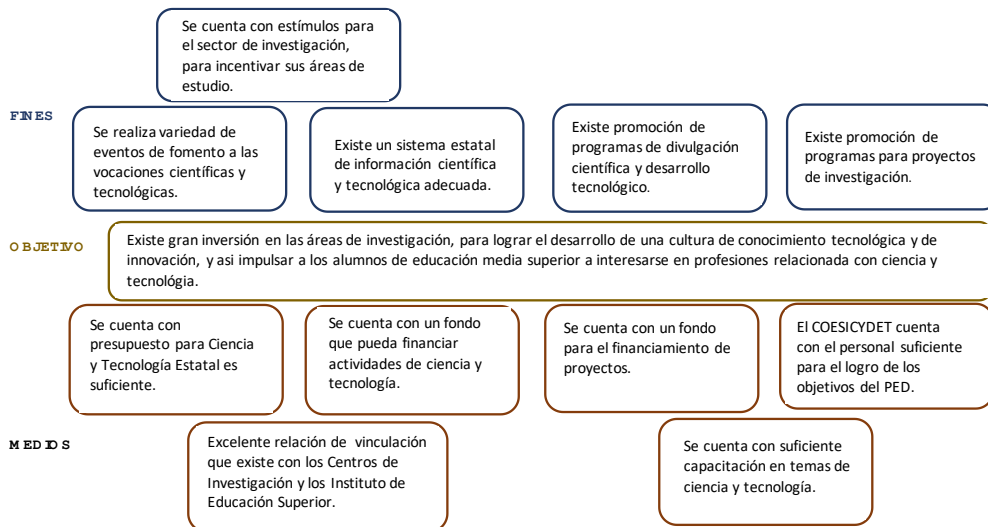 Se cuenta con estímulos para
el sector de investigación,
para incentivar sus áreas de
estudio.
FINES
Se realiza variedad de
eventos de fomento a las
vocaciones científicas y
tecnológicas.
Existe un sistema estatal
de información científica
y tecnológica adecuada.
Existe promoción de
programas de divulgación
científica y desarrollo
tecnológico.
Existe promoción de
programas para proyectos
de investigación.
OBJETIVO
Existe gran inversión en las áreas de investigación, para lograr el desarrollo de una cultura de conocimiento tecnológica y de
innovación, y asi impulsar a los alumnos de educación media superior a interesarse en profesiones relacionada con ciencia y
tecnológia.
Se cuenta con
presupuesto para Ciencia
y Tecnología Estatal es
suficiente.
Se cuenta con un fondo
que pueda financiar
actividades de ciencia y
tecnología.
Se cuenta con un fondo
para el financiamiento de
proyectos.
El COESICYDET cuenta
con el personal suficiente
para el logro de los
objetivos del PED.
MEDIOS
Excelente relación de vinculación
que existe con los Centros de
Investigación y los Instituto de
Educación Superior.
Se cuenta con suficiente
capacitación en temas de
ciencia y tecnología.